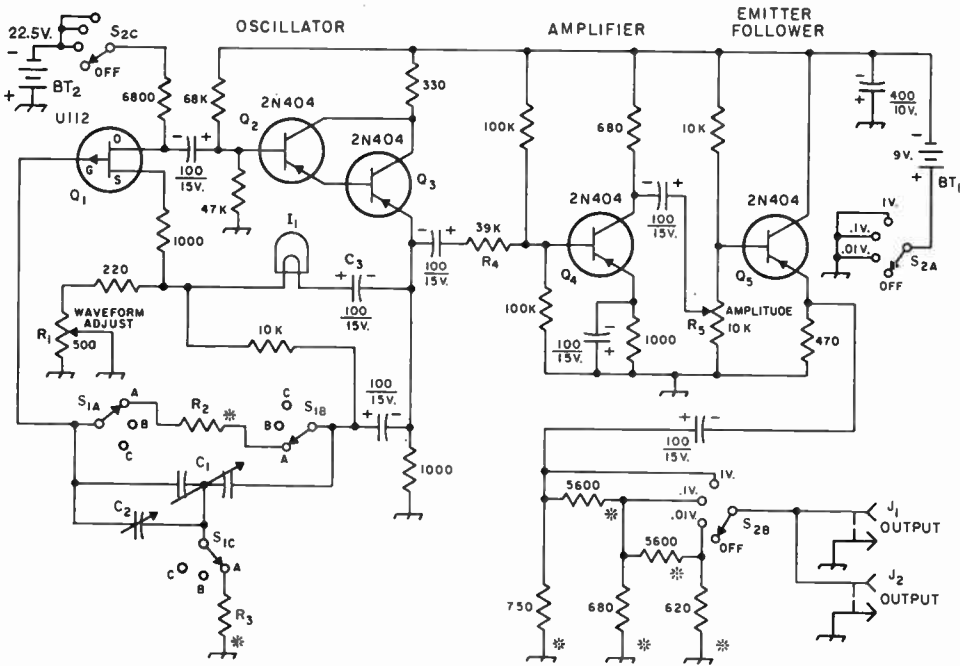 OSCILLATOR
AMPLIFIER
EMITTER
FOLLOWER
22.5V.
S2C
OFF
BT2
U112
6800
68K
330
2N404
Q2
2N404
Q3
D
G
S
Q1
100
15V.
47K
1000
I1
C3
100
15V.
220
R1
WAVEFORM
ADJUST
500
10K
100
15V.
39K
R4
100K
680
2N404
Q4
100K
100
15V.
1000
100
15V.
10K
2N404
Q5
R5
AMPLITUDE
10K
470
400
10V.
9V.
BT1
1V.
.1V.
.01V.
S2A
OFF
S1A
A
B
C
R2
C
B
A
S1B
100
15V.
1000
C1
C2
S1C
C
B
A
R3
100
15V.
1V.
5600
.1V.
.01V.
5600
S2B
OFF
750
680
620
J1
OUTPUT
J2
OUTPUT